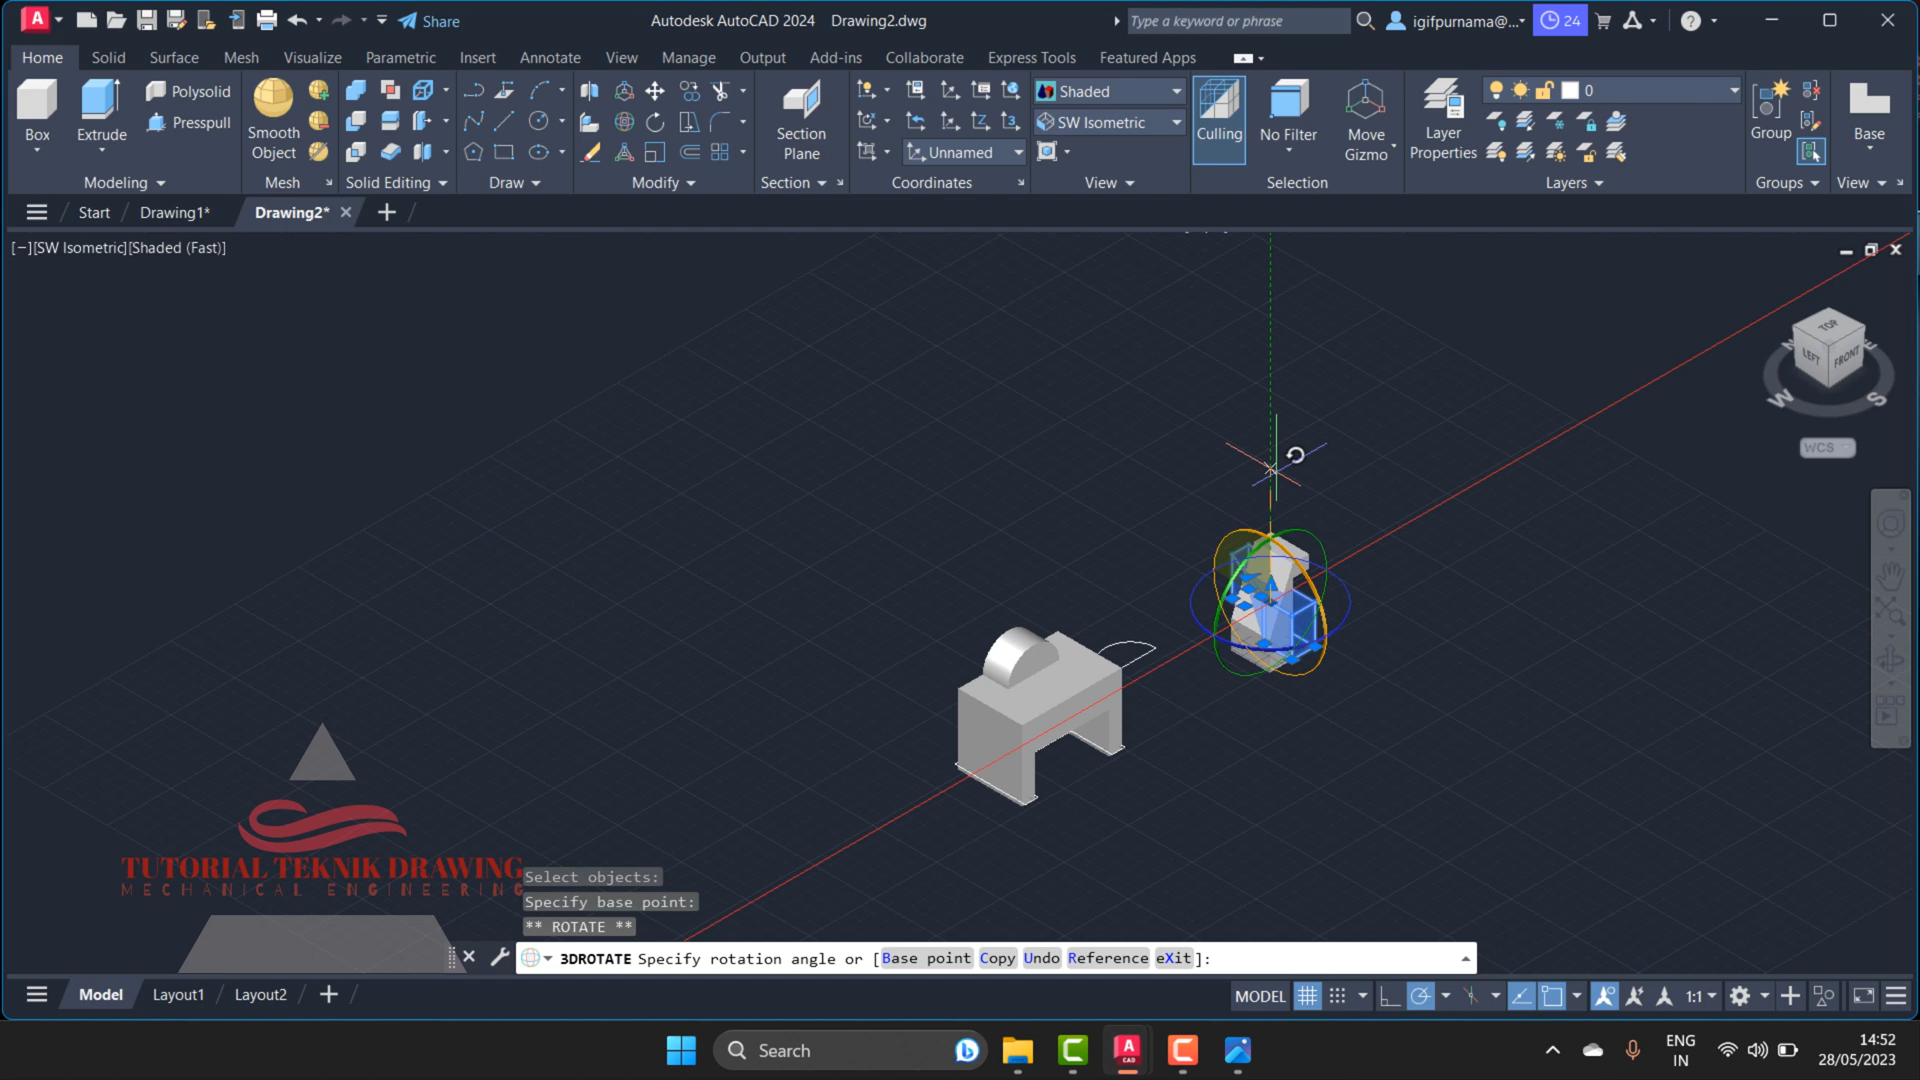 A Share Autodesk AutoCAD 2024 Drawing2.dwg Type a keyword or phrase igifpurnama@... 24
Home Solid Surface Mesh Visualize Parametric Insert Annotate View Manage Output Add-ins Collaborate Express Tools Featured Apps
Box Extrude Polysolid Presspull Smooth Object Section Plane Shaded SW Isometric Unnamed Culling No Filter Move Gizmo Layer Properties 0 Group Base
Modeling Mesh Solid Editing Draw Modify Section Coordinates View Selection Layers Groups View
Start Drawing1* Drawing2*
[−][SW Isometric][Shaded (Fast)]
TOP
LEFT FRONT
W S
WCS
TUTORIAL TEKNIK DRAWING
MECHANICAL ENGINEERING
Select objects:
Specify base point:
** ROTATE **
3DROTATE Specify rotation angle or [Base point Copy Undo Reference eXit]:
Model Layout1 Layout2 MODEL 1:1
Search A CAD ENG IN 14:52
28/05/2023